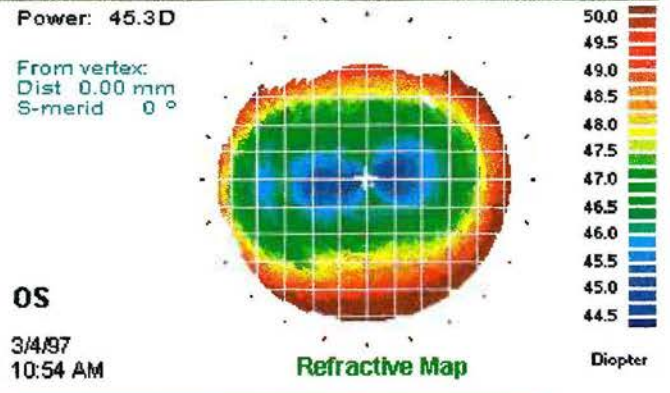 Power: 45.3D
From vertex:
Dist 0.00 mm
S-merid 0 °
OS
3/4/97
10:54 AM
Refractive Map
50.0
49.5
49.0
48.5
48.0
47.5
47.0
46.5
46.0
45.5
45.0
44.5
Diopter